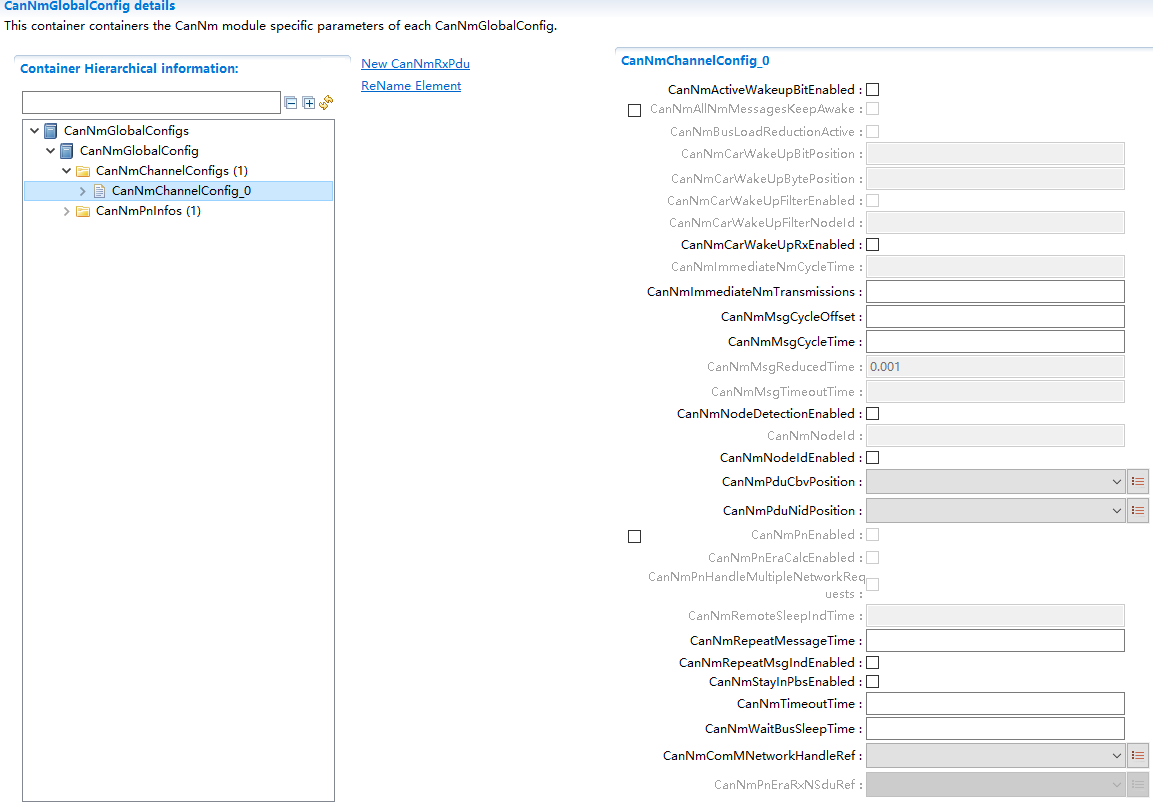 CanNmGlobalConfig details
This container containers the CanNm module specific parameters of each CanNmGlobalConfig.
Container Hierarchical information:
CanNmGlobalConfigs
CanNmGlobalConfig
CanNmChannelConfigs (1)
CanNmChannelConfig_0
CanNmPnInfos (1)
New CanNmRxPdu
ReName Element
CanNmChannelConfig_0
CanNmActiveWakeupBitEnabled :
CanNmAllNmMessagesKeepAwake :
CanNmBusLoadReductionActive :
CanNmCarWakeUpBitPosition :
CanNmCarWakeUpBytePosition :
CanNmCarWakeUpFilterEnabled :
CanNmCarWakeUpFilterNodeId :
CanNmCarWakeUpRxEnabled :
CanNmImmediateNmCycleTime :
CanNmImmediateNmTransmissions :
CanNmMsgCycleOffset :
CanNmMsgCycleTime :
CanNmMsgReducedTime : 0.001
CanNmMsgTimeoutTime :
CanNmNodeDetectionEnabled :
CanNmNodeId :
CanNmNodeIdEnabled :
CanNmPduCbvPosition :
CanNmPduNidPosition :
CanNmPnEnabled :
CanNmPnEraCalcEnabled :
CanNmPnHandleMultipleNetworkReq
uests :
CanNmRemoteSleepIndTime :
CanNmRepeatMessageTime :
CanNmRepeatMsgIndEnabled :
CanNmStayInPbsEnabled :
CanNmTimeoutTime :
CanNmWaitBusSleepTime :
CanNmComMNetworkHandleRef :
CanNmPnEraRxNSduRef :